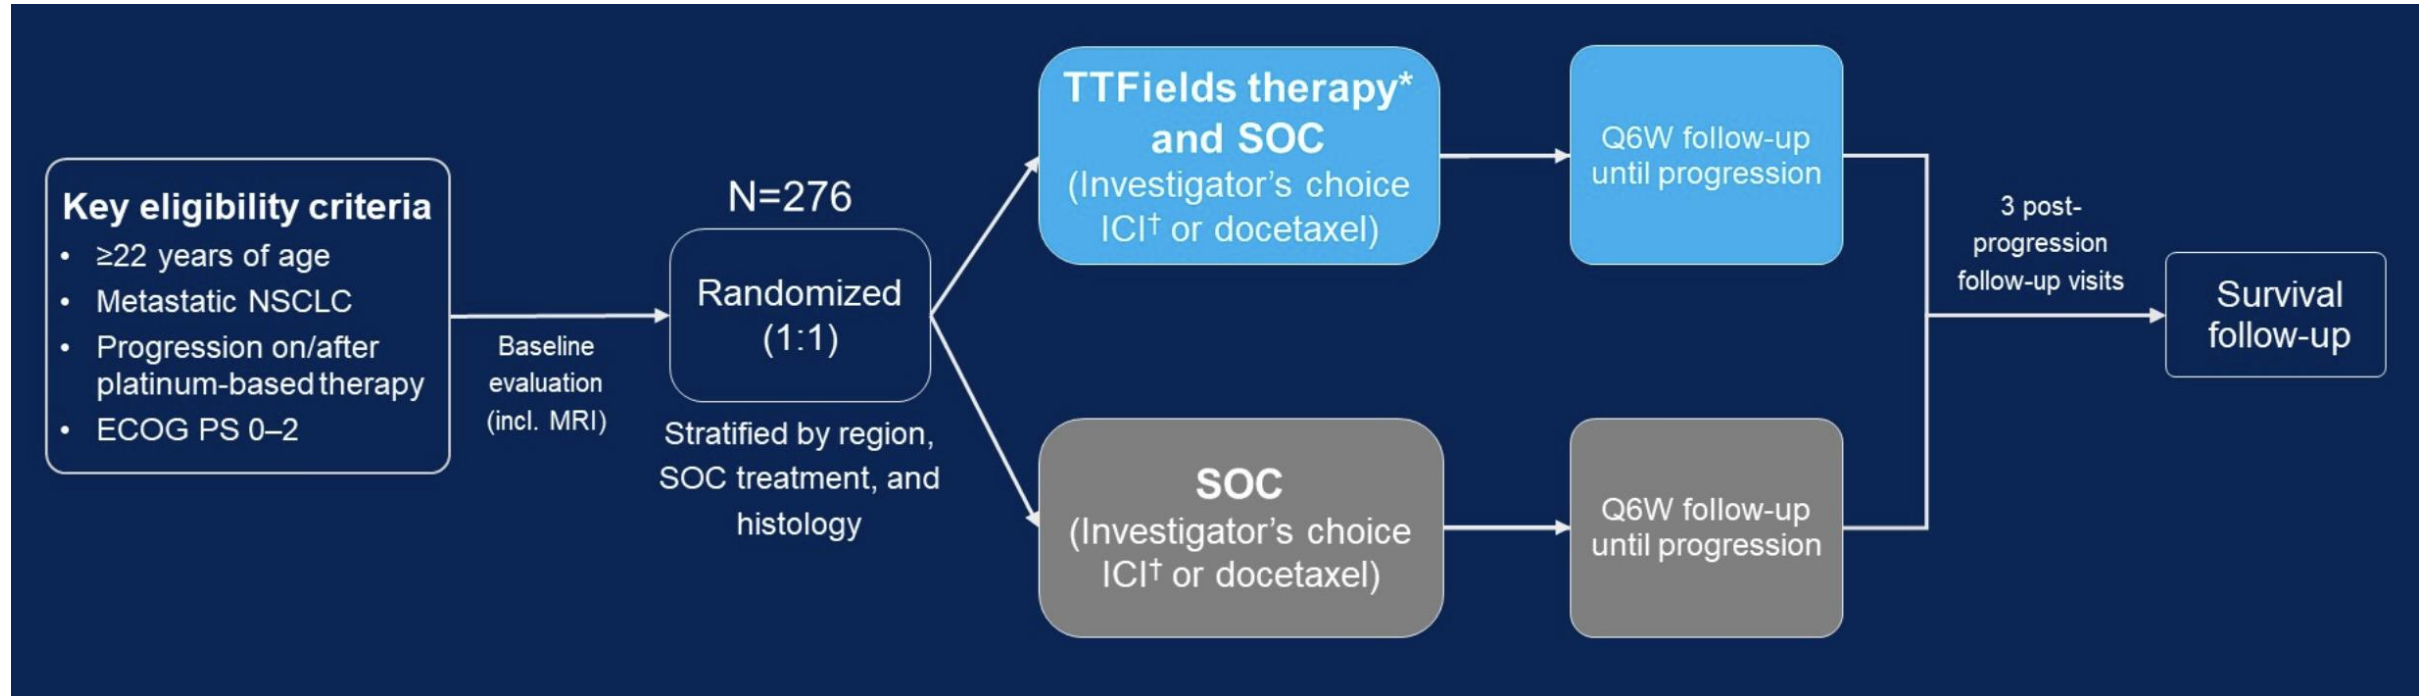 Key eligibility criteria
• ≥22 years of age
• Metastatic NSCLC
• Progression on/after
platinum-based therapy
• ECOG PS 0–2
Baseline
evaluation
(incl. MRI)
N=276
Randomized
(1:1)
Stratified by region,
SOC treatment, and
histology
TTFields therapy*
and SOC
(Investigator’s choice
ICI† or docetaxel)
Q6W follow-up
until progression
SOC
(Investigator’s choice
ICI† or docetaxel)
Q6W follow-up
until progression
3 post-
progression
follow-up visits
Survival
follow-up